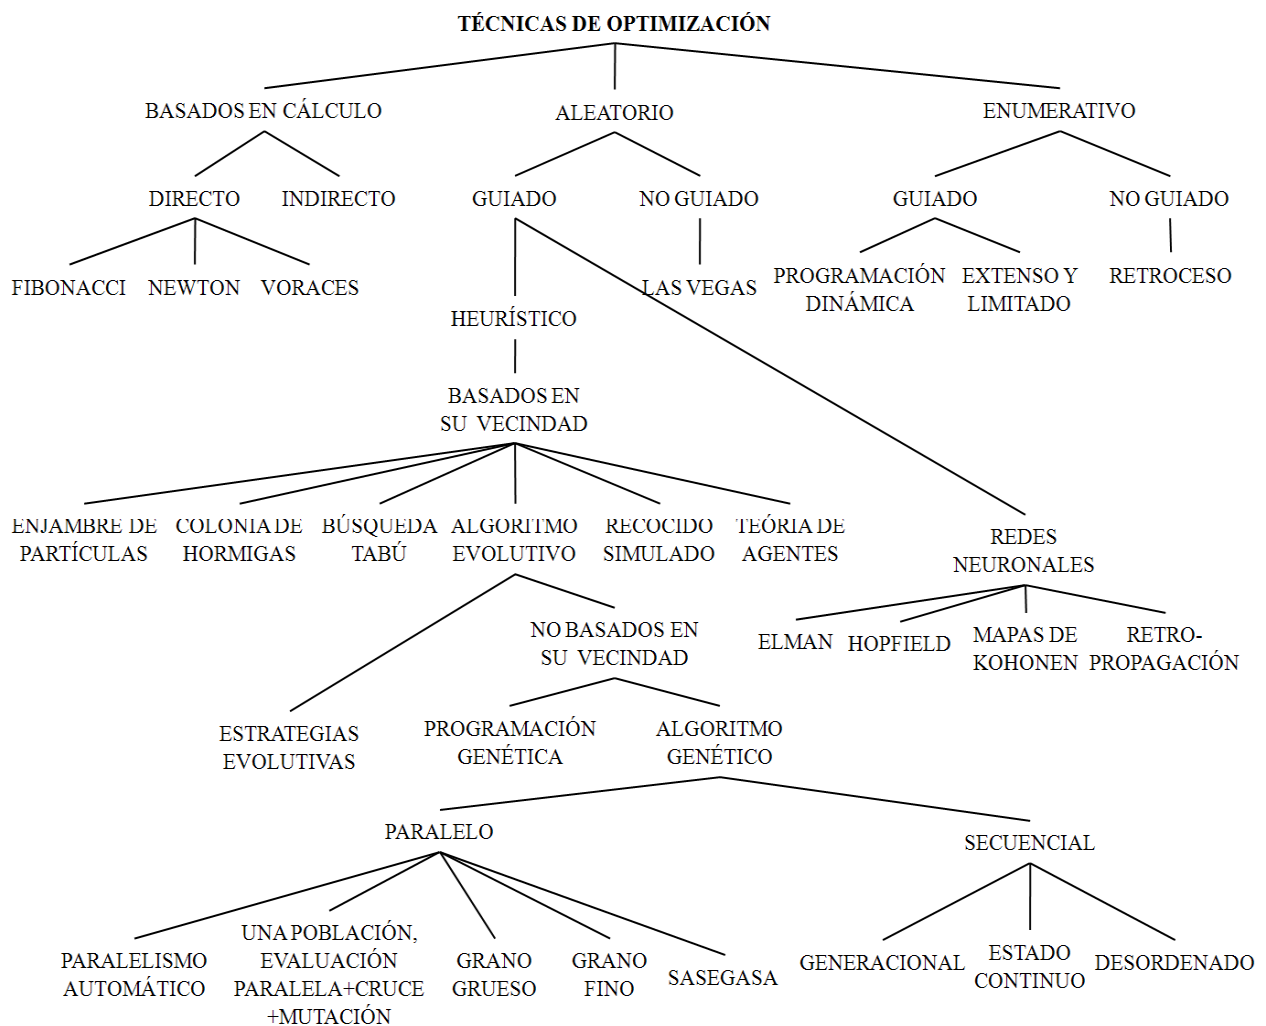 TÉCNICAS DE OPTIMIZACIÓN
BASADOS EN CÁLCULO
ALEATORIO
ENUMERATIVO
DIRECTO
INDIRECTO
GUIADO
NO GUIADO
GUIADO
NO GUIADO
FIBONACCI
NEWTON
VORACES
LAS VEGAS
PROGRAMACIÓN
DINÁMICA
EXTENSO Y
LIMITADO
RETROCESO
HEURÍSTICO
BASADOS EN
SU VECINDAD
ENJAMBRE DE
PARTÍCULAS
COLONIA DE
HORMIGAS
BÚSQUEDA
TABÚ
ALGORITMO
EVOLUTIVO
RECOCIDO
SIMULADO
TEÓRIA DE
AGENTES
REDES
NEURONALES
NO BASADOS EN
SU VECINDAD
ELMAN
HOPFIELD
MAPAS DE
KOHONEN
RETRO-
PROPAGACIÓN
ESTRATEGIAS
EVOLUTIVAS
PROGRAMACIÓN
GENÉTICA
ALGORITMO
GENÉTICO
PARALELO
SECUENCIAL
PARALELISMO
AUTOMÁTICO
UNA POBLACIÓN,
EVALUACIÓN
PARALELA+CRUCE
+MUTACIÓN
GRANO
GRUESO
GRANO
FINO
SASEGASA
GENERACIONAL
ESTADO
CONTINUO
DESORDENADO